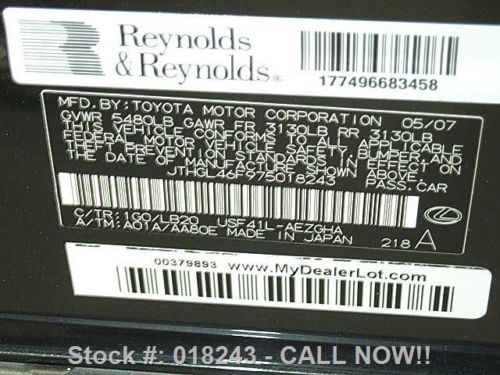 Reynolds
& Reynolds®
177496683458
MFD. BY: TOYOTA MOTOR CORPORATION 05/07
GVWR 5480LB GAWR FR 3130LB RR 3130LB
THIS VEHICLE CONFORMS TO ALL APPLICABLE
FEDERAL MOTOR VEHICLE SAFETY, BUMPER, AND
THEFT PREVENTION STANDARDS IN EFFECT ON
THE DATE OF MANUFACTURE SHOWN ABOVE.
JTHGL46F975018243 PASS.CAR
C/TR: 1G0/LB20 USF41L-AEZGHA
A/TM: A01A/AA80E MADE IN JAPAN 218 A
00379893 www.MyDealerLot.com
Stock #: 018243 - CALL NOW!!